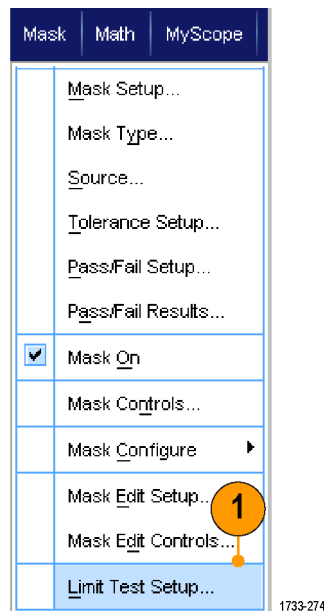 Mask Math MyScope
Mask Setup...
Mask Type...
Source...
Tolerance Setup...
Pass/Fail Setup...
Pass/Fail Results...
Mask On
Mask Controls...
Mask Configure
Mask Edit Setup...
1
Mask Edit Controls...
Limit Test Setup...
1733-274